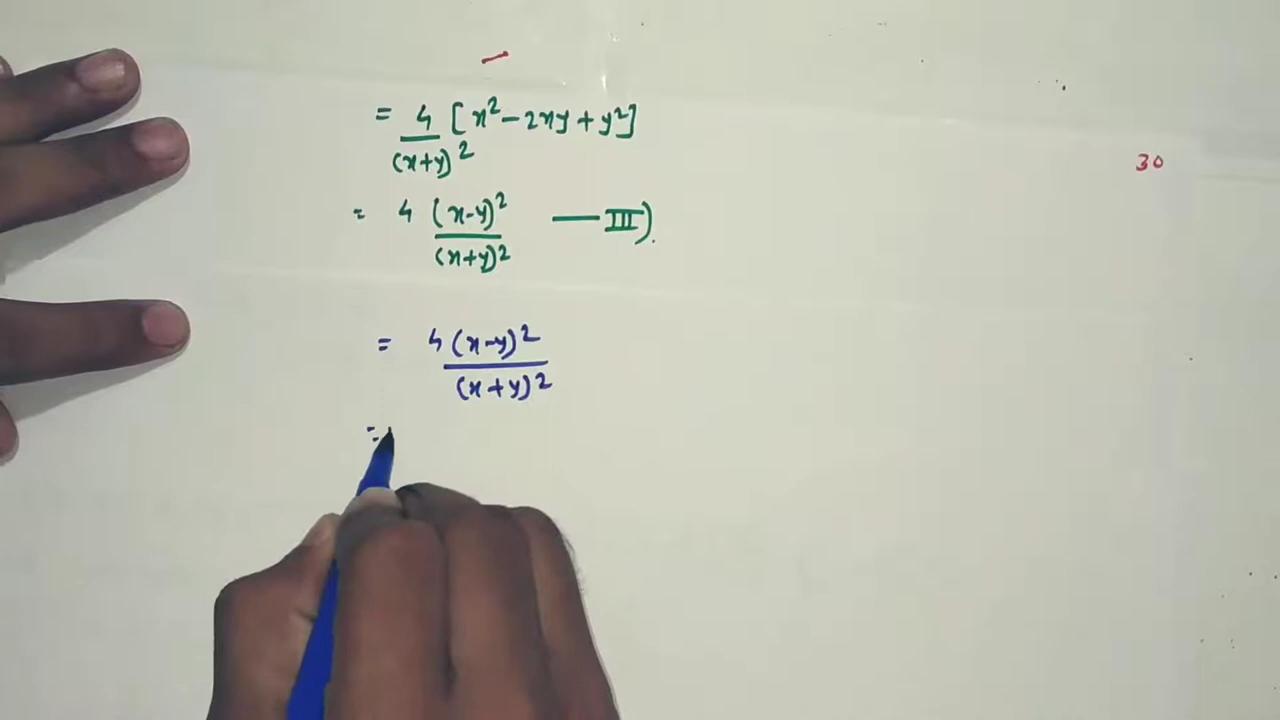 = 4/(x+y)² [x² - 2xy + y²]
30
= 4 (x-y)²/(x+y)² — III)
= 4(x-y)²/(x+y)²
=